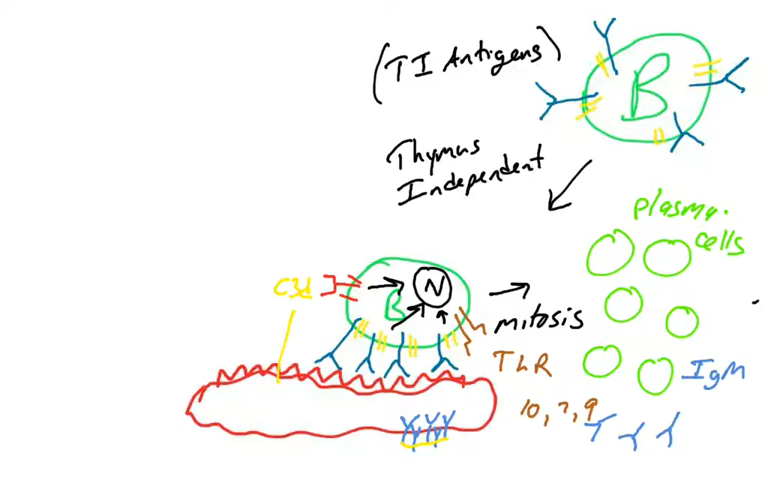 (TI Antigens)
B
Thymus
Independent
plasma
cells
C3d
N
B
mitosis
TLR
IgM
10, 7, 9